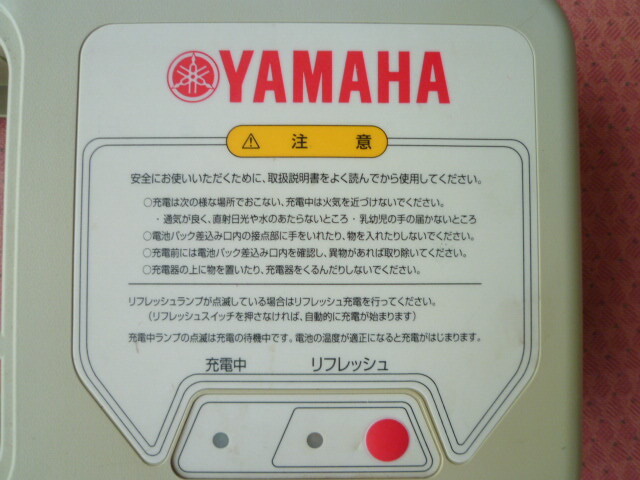 YAMAHA
⚠ 注意
安全にお使いいただくために、取扱説明書をよく読んでから使用してください。
○充電は次の様な場所でおこない、充電中は火気を近づけないでください。
・通気が良く、直射日光や水のあたらないところ ・乳幼児の手の届かないところ
○電池パック差込み口内の接点部に手をいれたり、物を入れたりしないでください。
○充電前には電池パック差込み口内を確認し、異物があれば取り除いてください。
○充電器の上に物を置いたり、充電器をくるんだりしないでください。
リフレッシュランプが点滅している場合はリフレッシュ充電を行ってください。
（リフレッシュスイッチを押さなければ、自動的に充電が始まります）
充電中ランプの点滅は充電の待機中です。電池の温度が適正になると充電がはじまります。
充電中 リフレッシュ